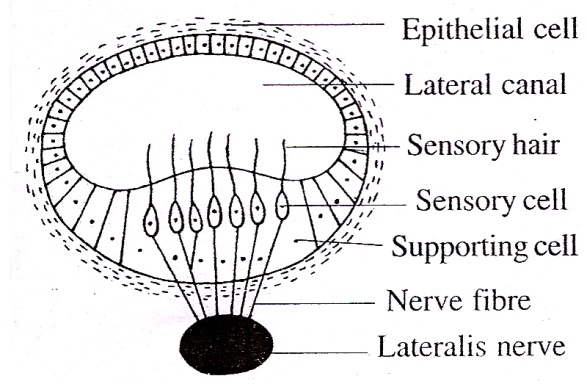 Epithelial cell
Lateral canal
Sensory hair
Sensory cell
Supporting cell
Nerve fibre
Lateralis nerve